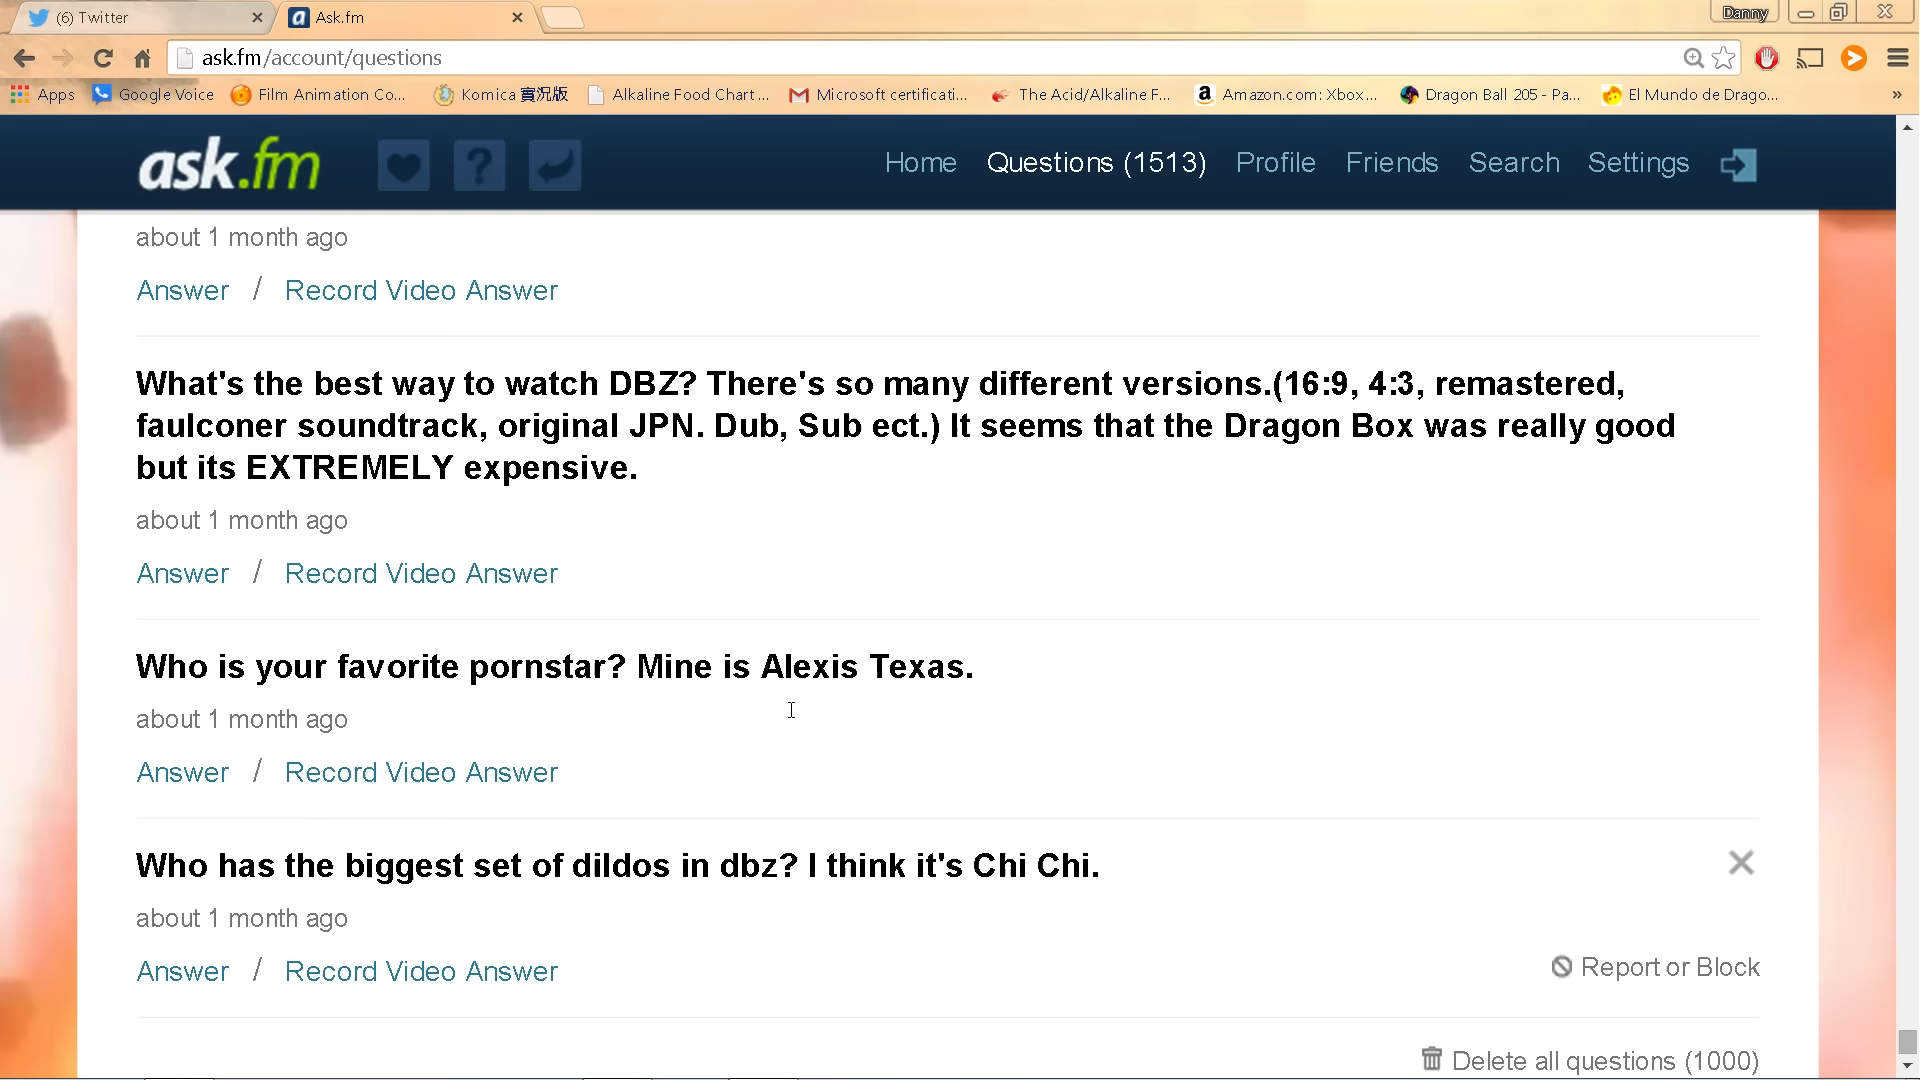 (6) Twitter
Ask.fm
Danny
ask.fm/account/questions
Apps
Google Voice
Film Animation Co...
Komica 實況版
Alkaline Food Chart ...
Microsoft certificati...
The Acid/Alkaline F...
Amazon.com: Xbox...
Dragon Ball 205 - Pa...
El Mundo de Drago...
»
ask.fm
Home
Questions (1513)
Profile
Friends
Search
Settings
about 1 month ago
Answer / Record Video Answer
What's the best way to watch DBZ? There's so many different versions.(16:9, 4:3, remastered,
faulconer soundtrack, original JPN. Dub, Sub ect.) It seems that the Dragon Box was really good
but its EXTREMELY expensive.
about 1 month ago
Answer / Record Video Answer
Who is your favorite pornstar? Mine is Alexis Texas.
about 1 month ago
Answer / Record Video Answer
Who has the biggest set of dildos in dbz? I think it's Chi Chi.
about 1 month ago
Answer / Record Video Answer
Report or Block
Delete all questions (1000)